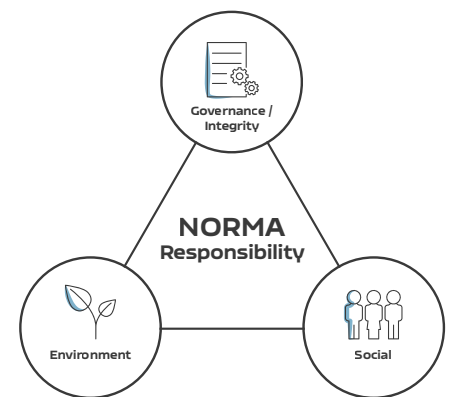 Governance /
Integrity
NORMA
Responsibility
Environment
Social